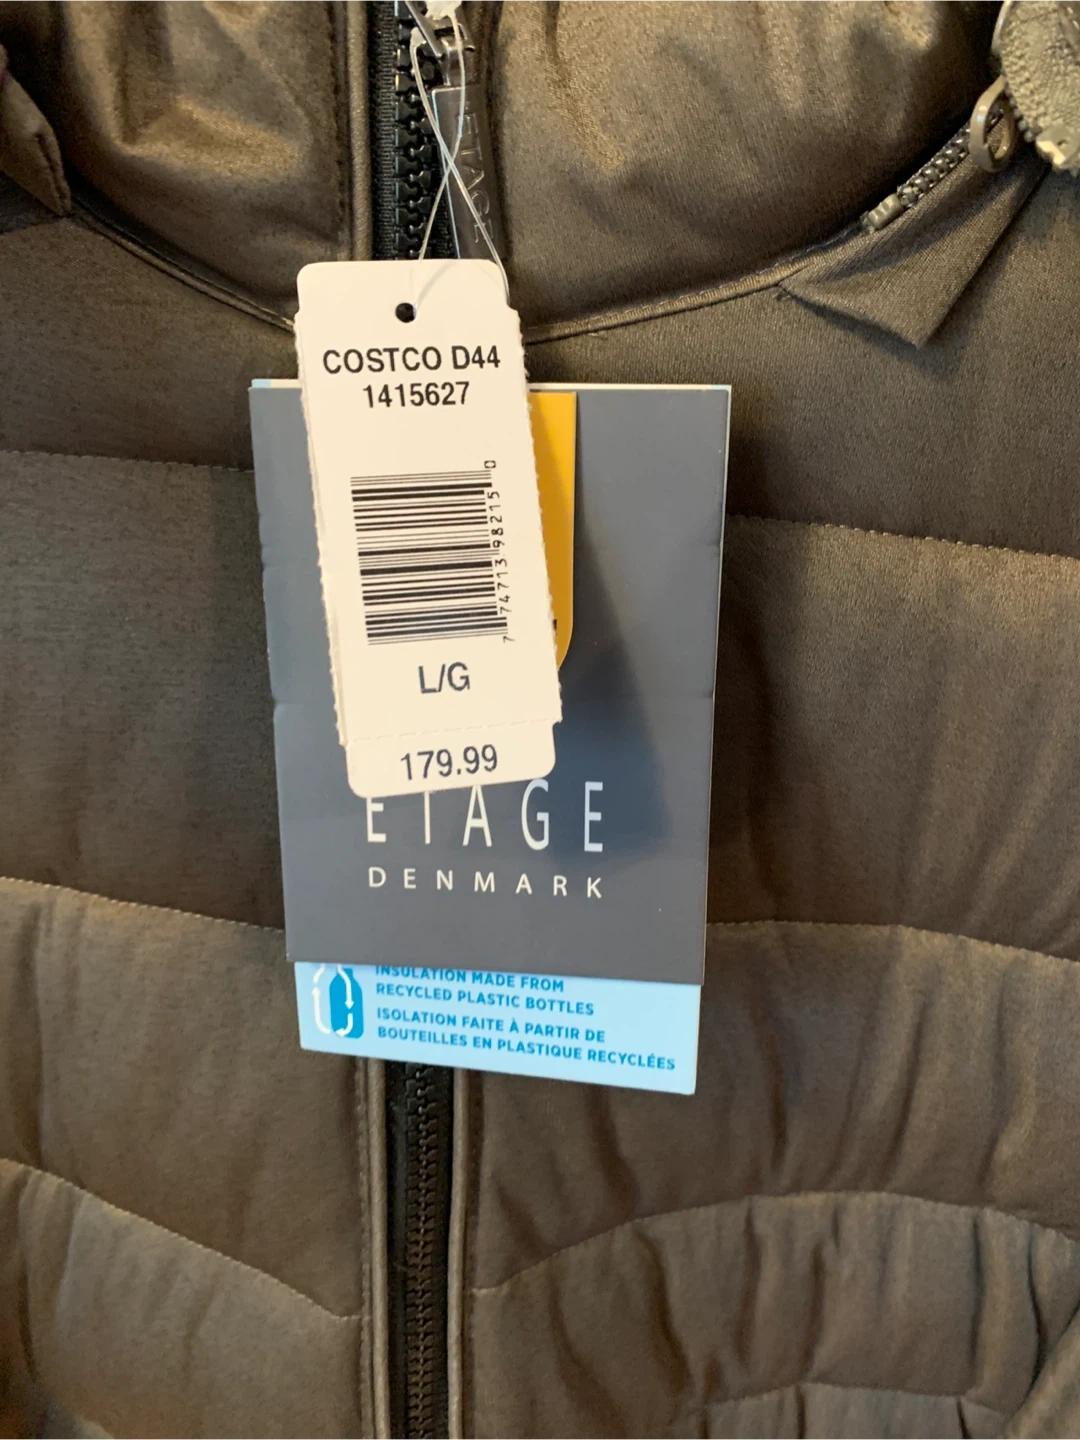 COSTCO D44
1415627
7 74713 98215 0
L/G
179.99
ETAGE
DENMARK
INSULATION MADE FROM
RECYCLED PLASTIC BOTTLES
ISOLATION FAITE À PARTIR DE
BOUTEILLES EN PLASTIQUE RECYCLÉES